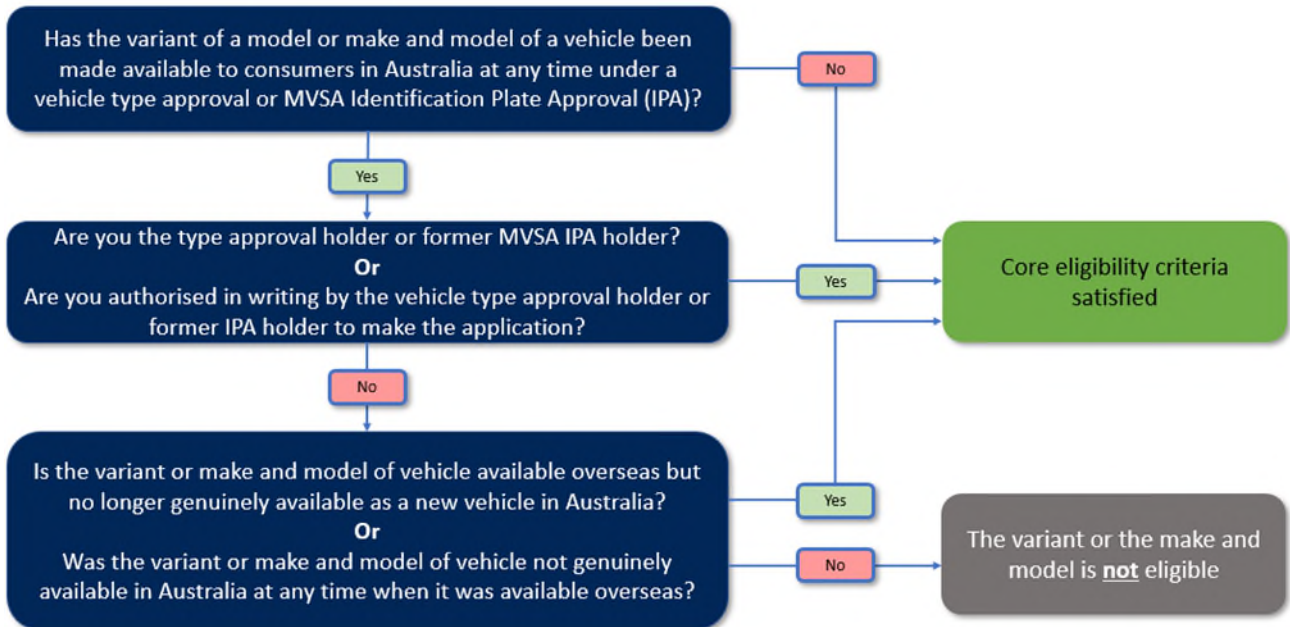 Has the variant of a model or make and model of a vehicle been
made available to consumers in Australia at any time under a
vehicle type approval or MVSA Identification Plate Approval (IPA)?
No
Yes
Are you the type approval holder or former MVSA IPA holder?
Or
Are you authorised in writing by the vehicle type approval holder or
former IPA holder to make the application?
Yes
Core eligibility criteria
satisfied
No
Is the variant or make and model of vehicle available overseas but
no longer genuinely available as a new vehicle in Australia?
Or
Was the variant or make and model of vehicle not genuinely
available in Australia at any time when it was available overseas?
Yes
No
The variant or the make and
model is not eligible